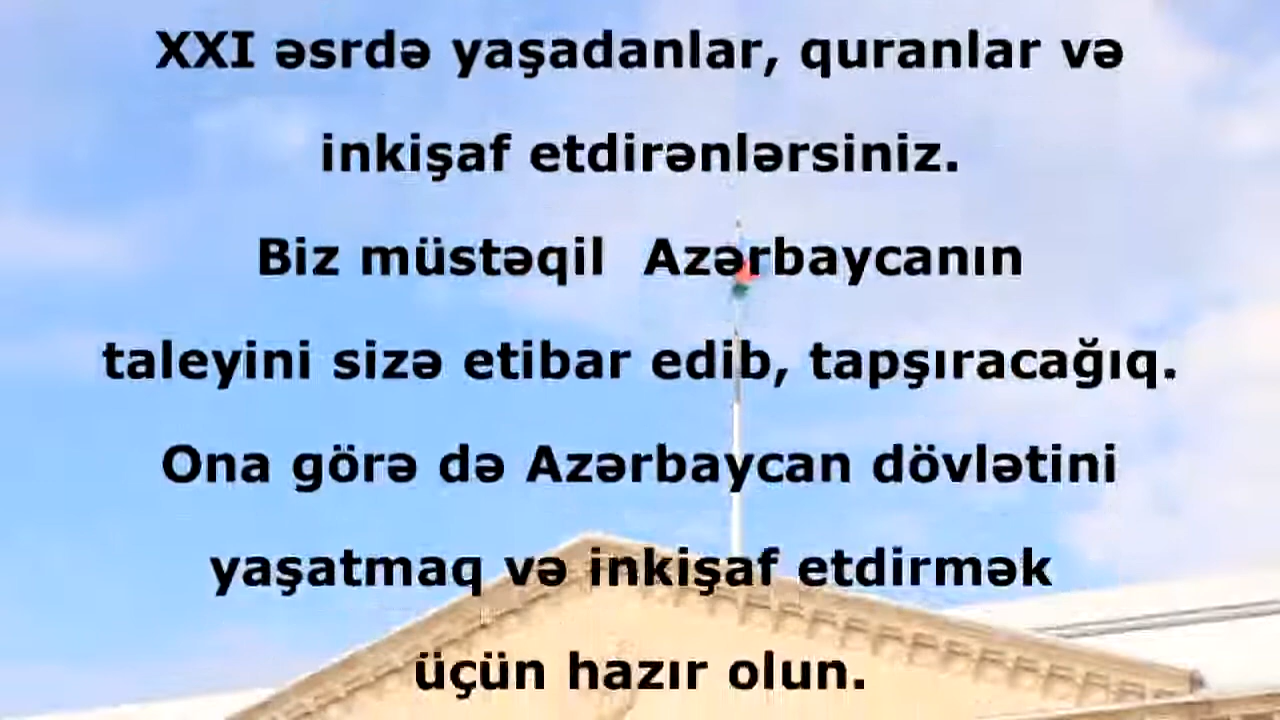 XXI əsrdə yaşadanlar, quranlar və
inkişaf etdirənlərsiniz.
Biz müstəqil  Azərbaycanın
taleyini sizə etibar edib, tapşıracağıq.
Ona görə də Azərbaycan dövlətini
yaşatmaq və inkişaf etdirmək
üçün hazır olun.